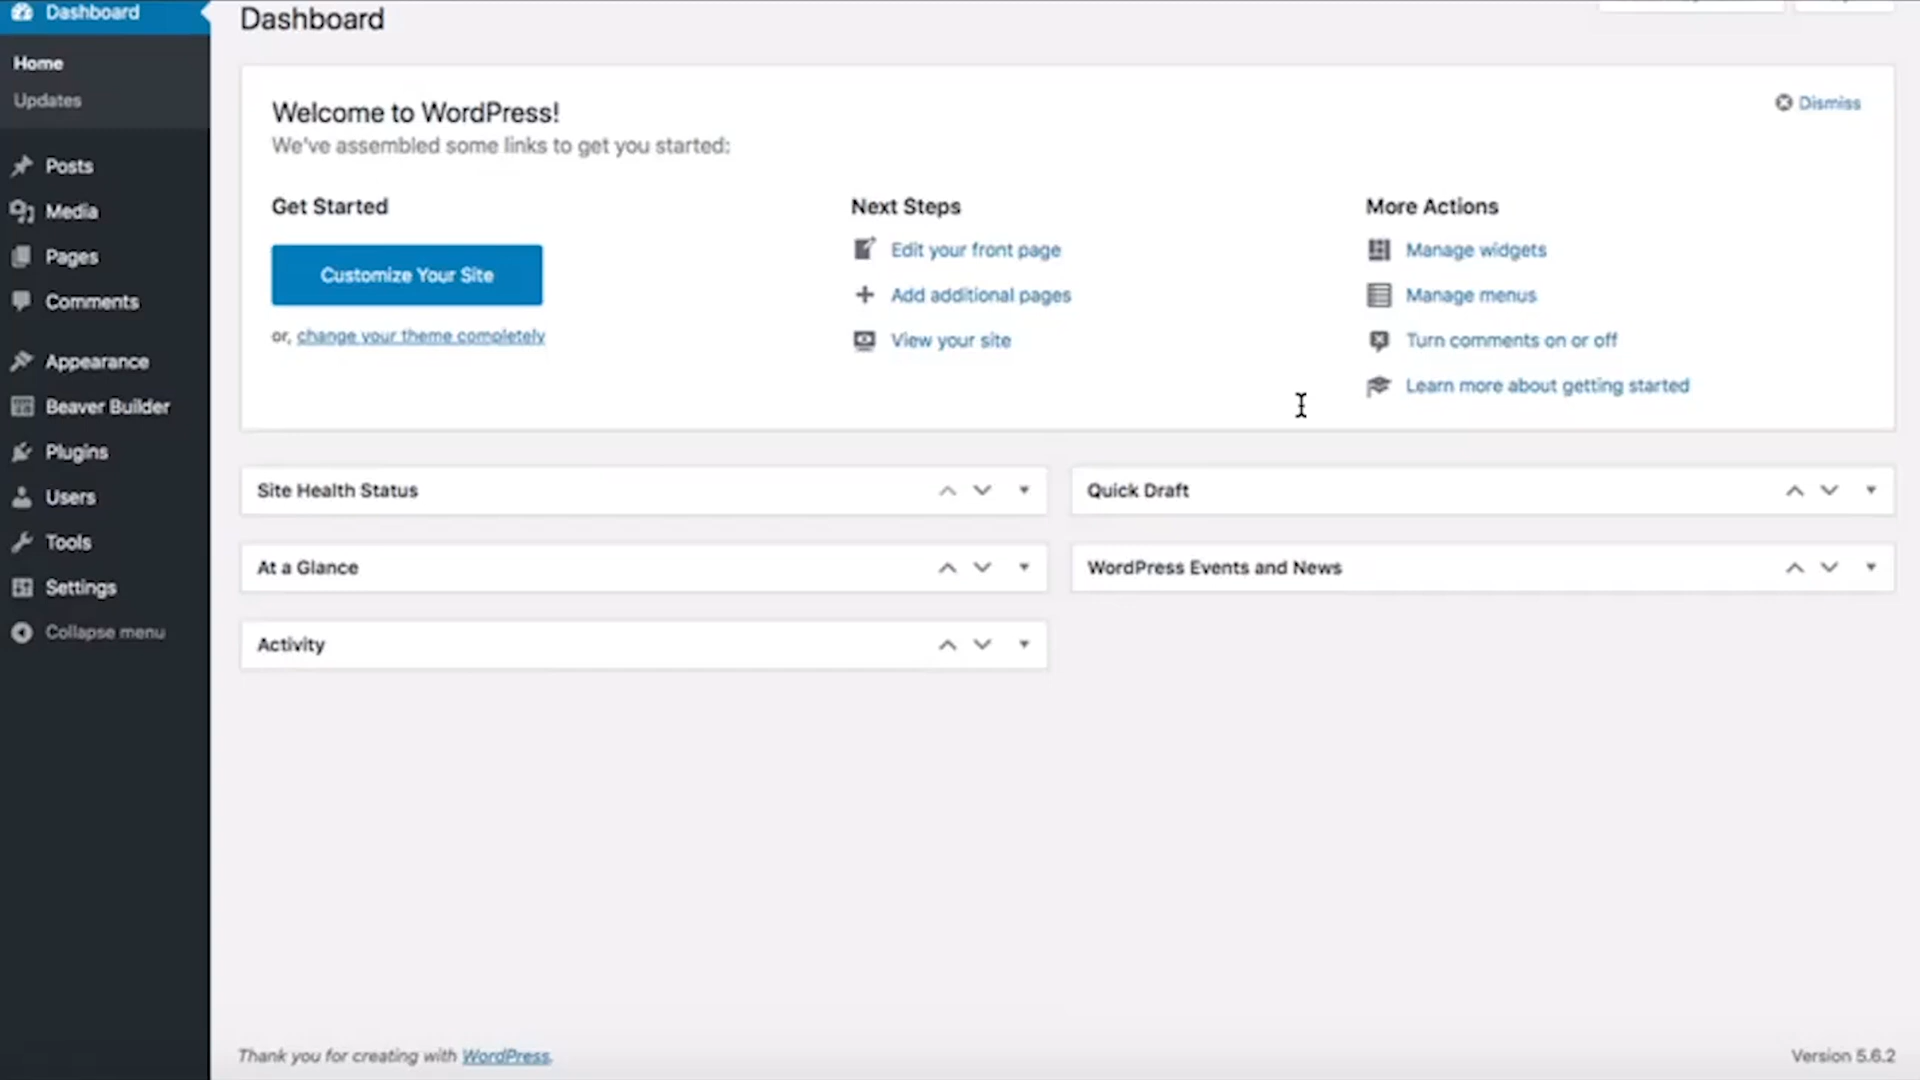 Dashboard
Home
Updates
Posts
Media
Pages
Comments
Appearance
Beaver Builder
Plugins
Users
Tools
Settings
Collapse menu
Dashboard
Welcome to WordPress!
Dismiss
We've assembled some links to get you started:
Get Started
Customize Your Site
or, change your theme completely
Next Steps
Edit your front page
Add additional pages
View your site
More Actions
Manage widgets
Manage menus
Turn comments on or off
Learn more about getting started
Site Health Status
Quick Draft
At a Glance
WordPress Events and News
Activity
Thank you for creating with WordPress.
Version 5.6.2